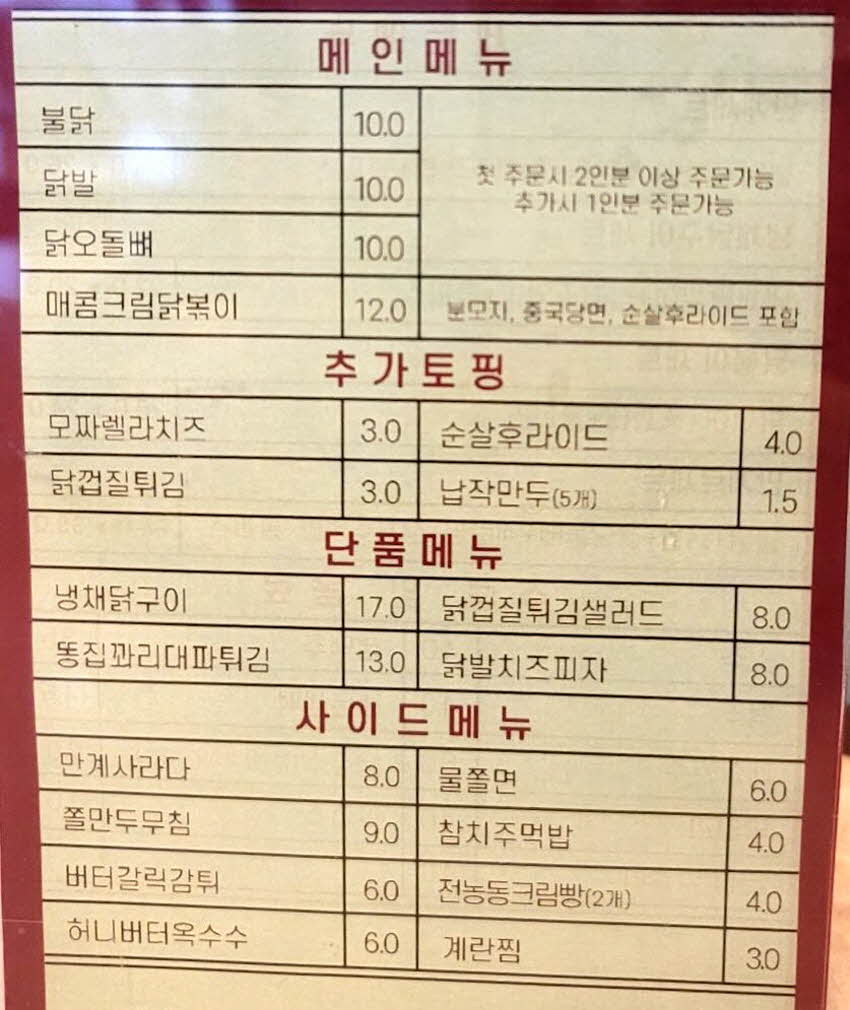 메인메뉴
불닭 10.0
닭발 10.0
첫 주문시 2인분 이상 주문가능
추가시 1인분 주문가능
닭오돌뼈 10.0
매콤크림닭볶이 12.0 분모자, 중국당면, 순살후라이드 포함
추가토핑
모짜렐라치즈 3.0 순살후라이드 4.0
닭껍질튀김 3.0 납작만두(5개) 1.5
단품메뉴
냉채닭구이 17.0 닭껍질튀김샐러드 8.0
똥집꽈리대파튀김 13.0 닭발치즈피자 8.0
사이드메뉴
만계사라다 8.0 물쫄면 6.0
쫄만두무침 9.0 참치주먹밥 4.0
버터갈릭감튀 6.0 전농동크림빵(2개) 4.0
허니버터옥수수 6.0 계란찜 3.0